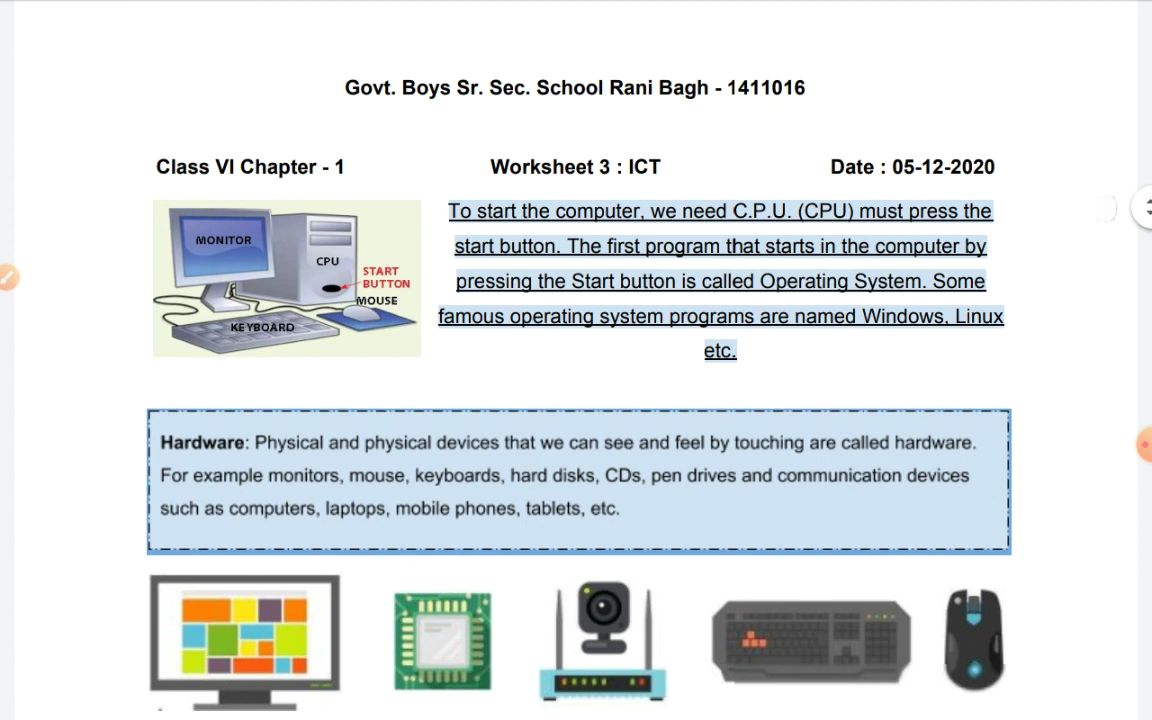 Govt. Boys Sr. Sec. School Rani Bagh - 1411016
Class VI Chapter - 1 Worksheet 3 : ICT Date : 05-12-2020
MONITOR
CPU
START
BUTTON
MOUSE
KEYBOARD
To start the computer, we need C.P.U. (CPU) must press the
start button. The first program that starts in the computer by
pressing the Start button is called Operating System. Some
famous operating system programs are named Windows, Linux
etc.
Hardware: Physical and physical devices that we can see and feel by touching are called hardware.
For example monitors, mouse, keyboards, hard disks, CDs, pen drives and communication devices
such as computers, laptops, mobile phones, tablets, etc.